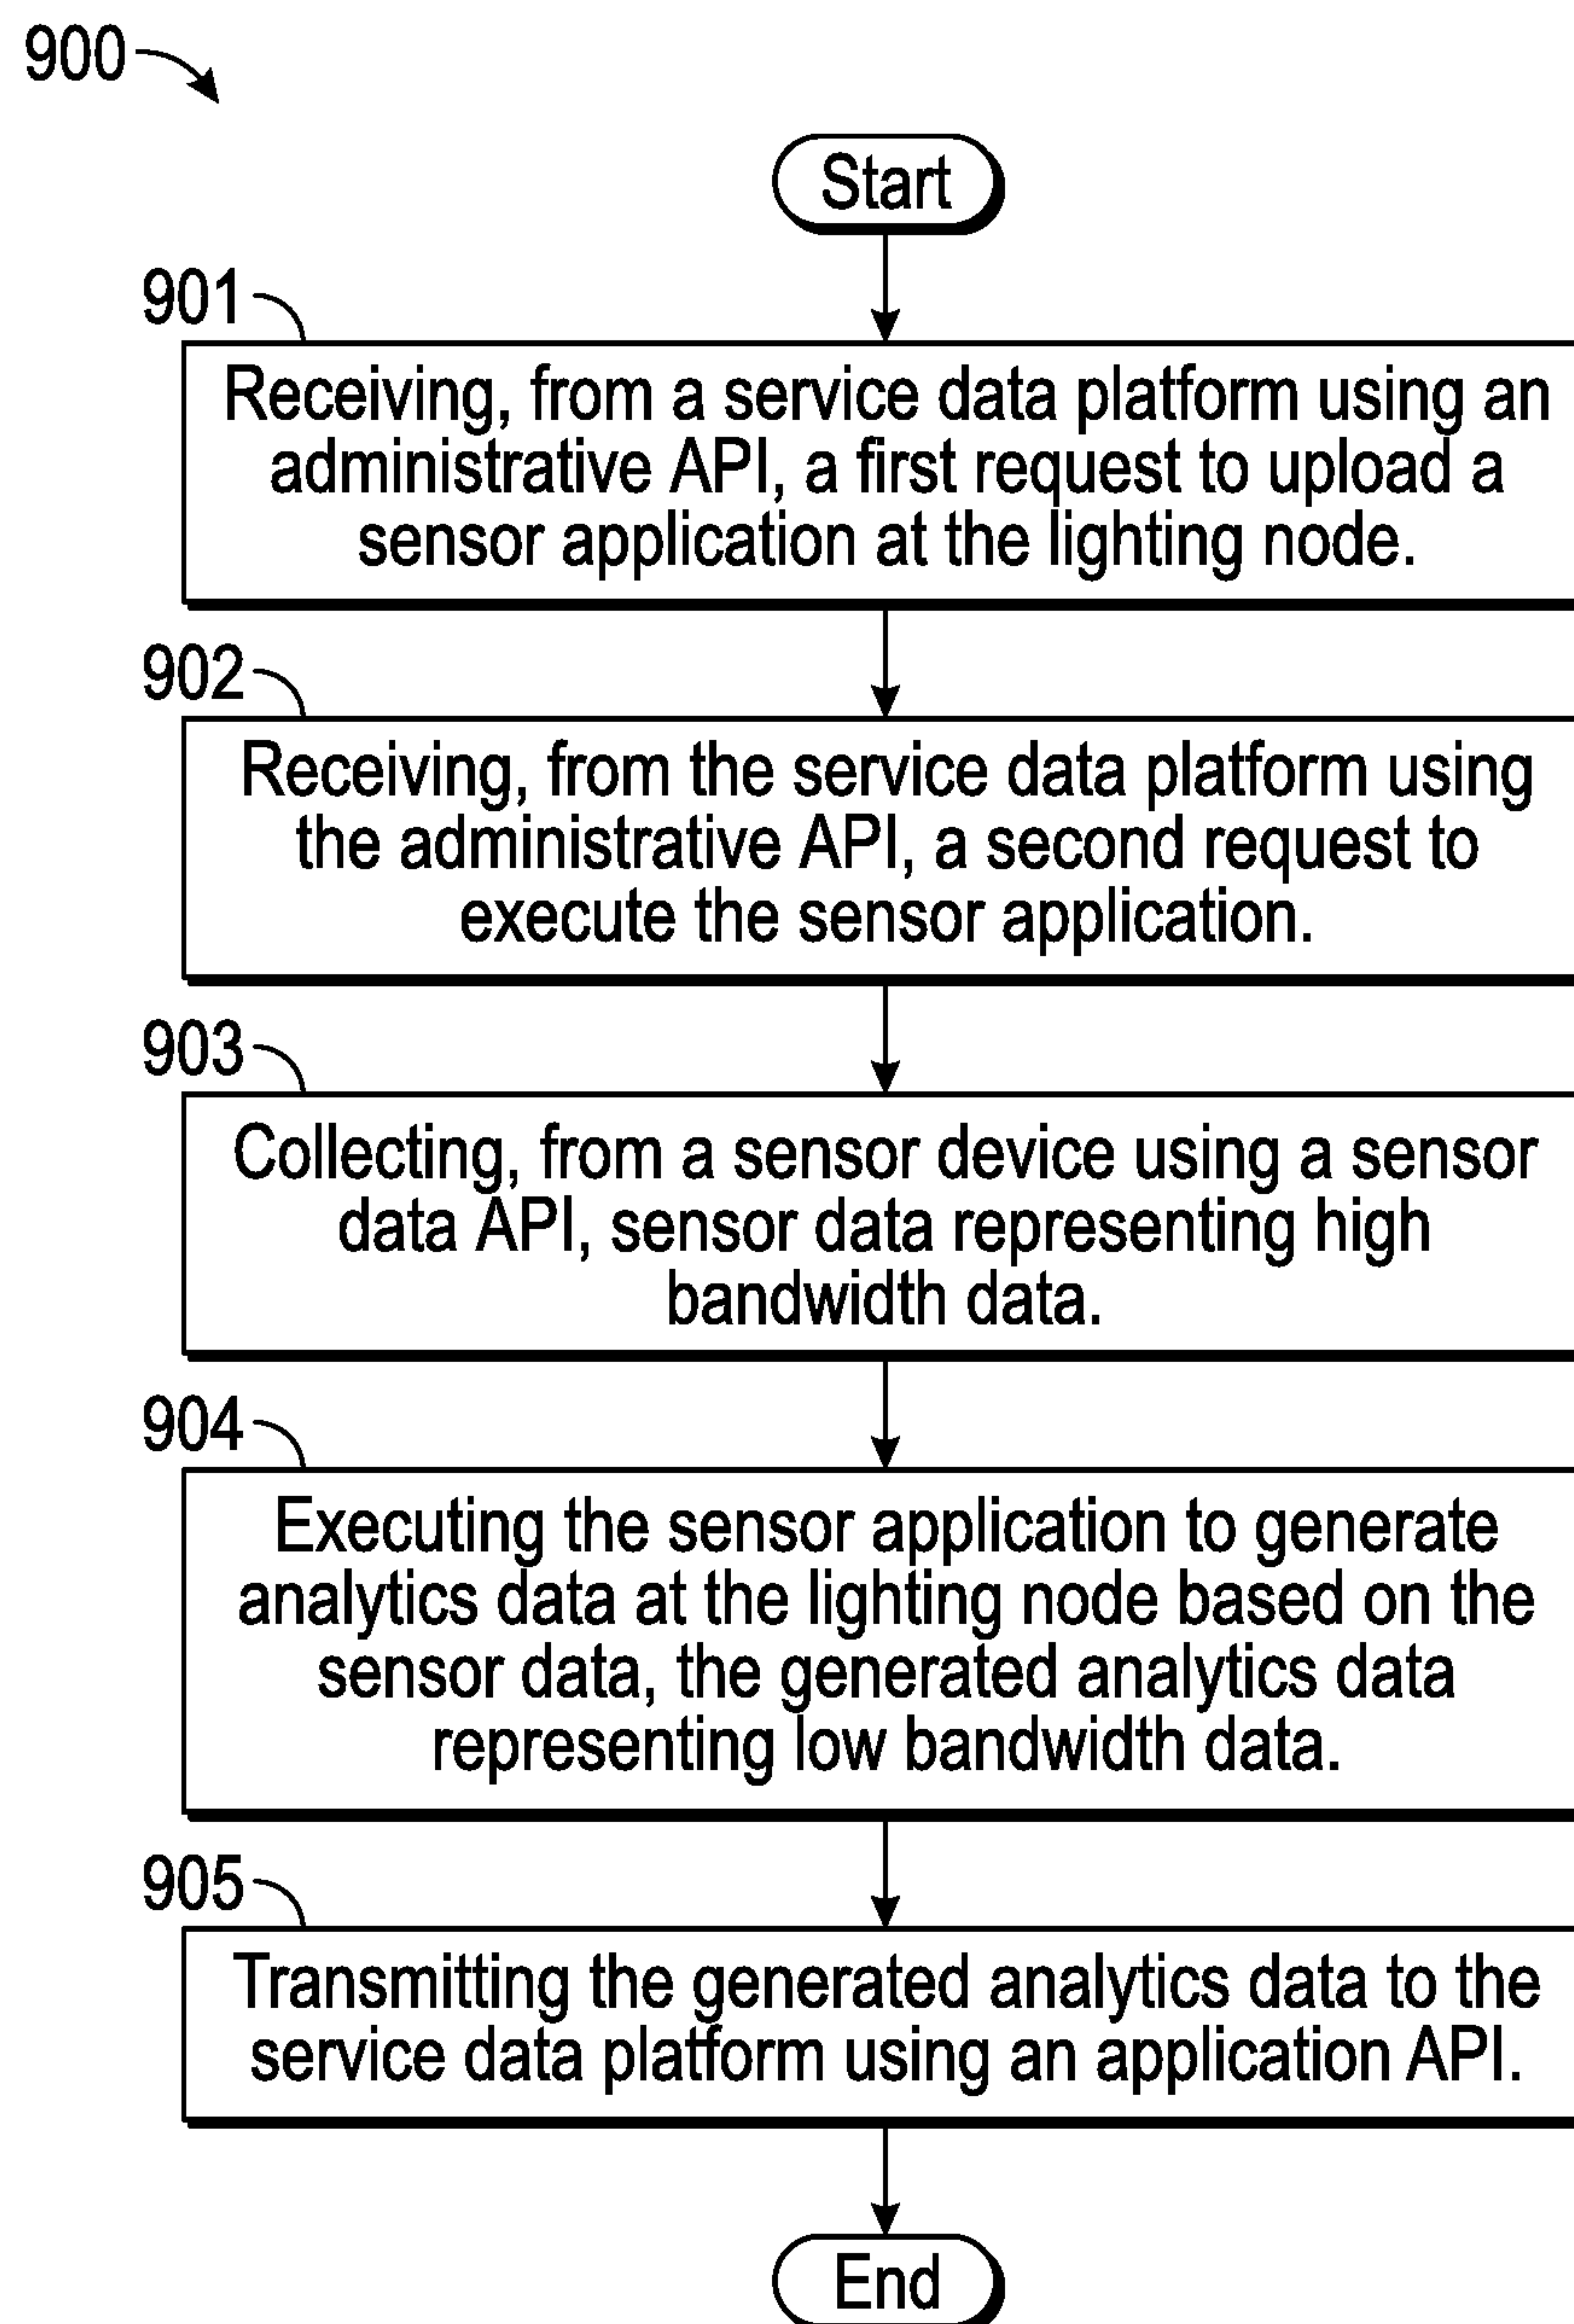 900
Start
901
Receiving, from a service data platform using an
administrative API, a first request to upload a
sensor application at the lighting node.
902
Receiving, from the service data platform using
the administrative API, a second request to
execute the sensor application.
903
Collecting, from a sensor device using a sensor
data API, sensor data representing high
bandwidth data.
904
Executing the sensor application to generate
analytics data at the lighting node based on the
sensor data, the generated analytics data
representing low bandwidth data.
905
Transmitting the generated analytics data to the
service data platform using an application API.
End